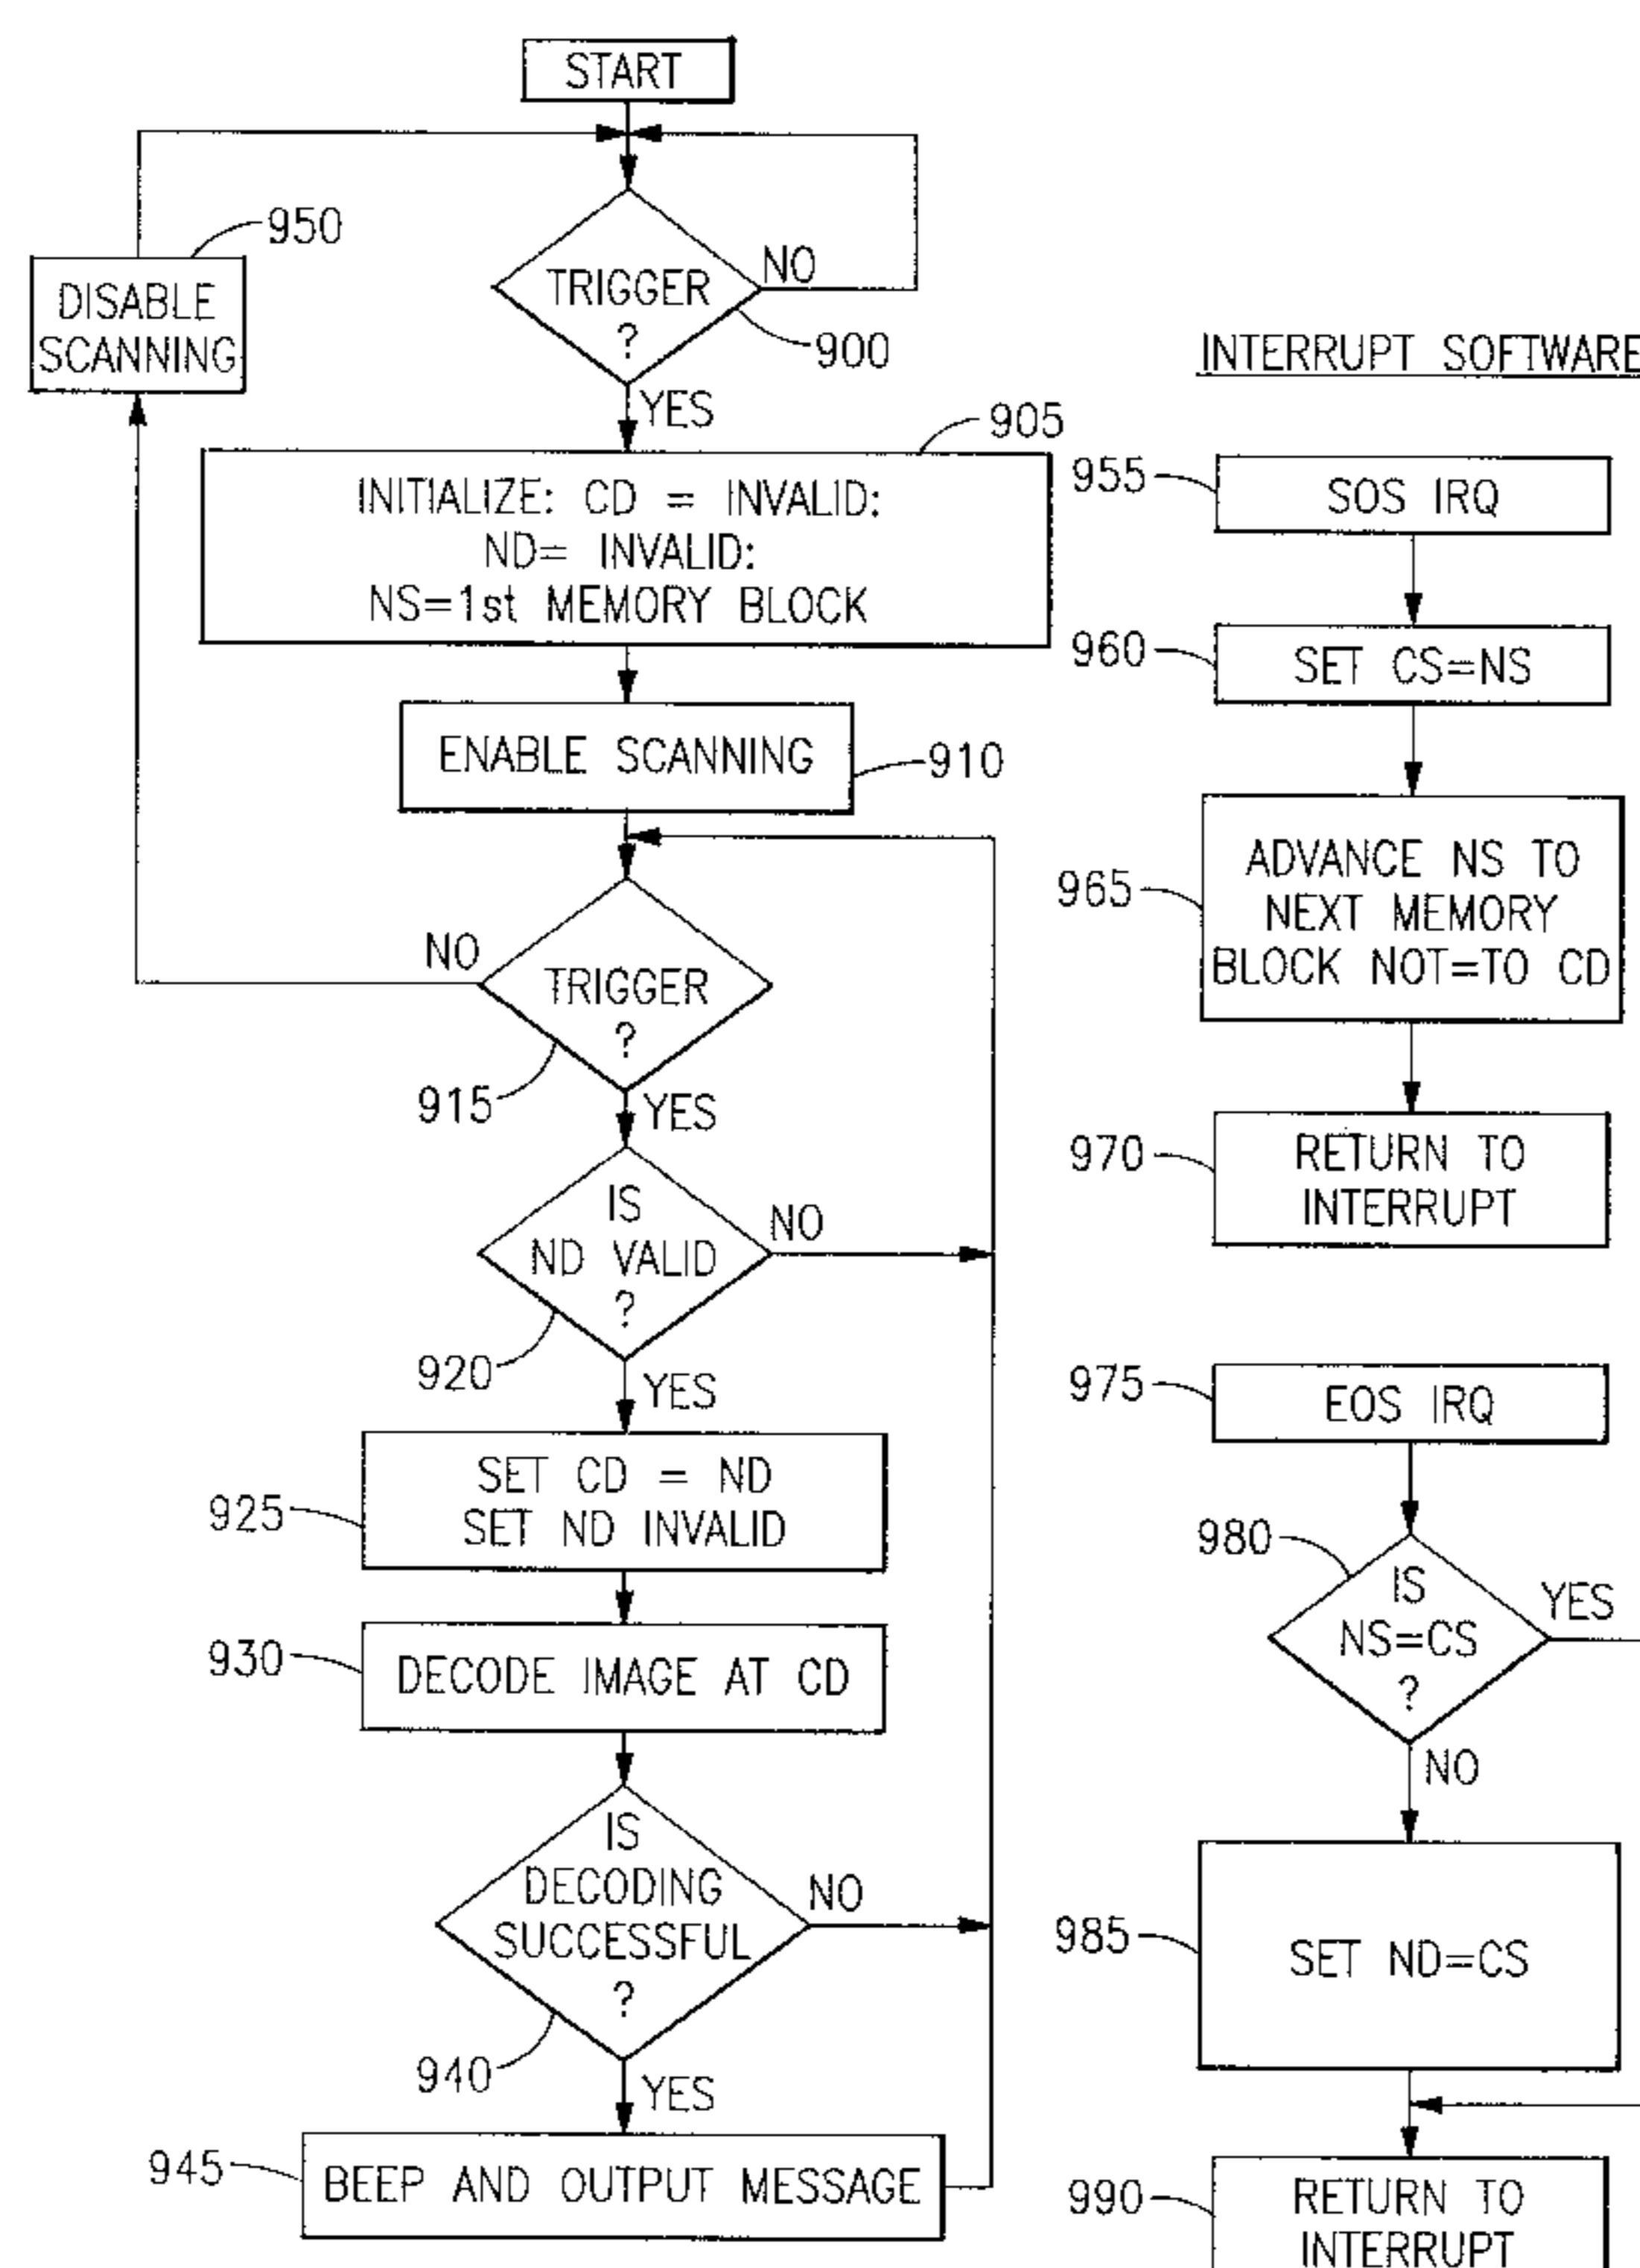 START
950
DISABLE
SCANNING
TRIGGER
?
NO
900
YES
905
INITIALIZE: CD = INVALID:
ND= INVALID:
NS=1st MEMORY BLOCK
ENABLE SCANNING
910
NO
TRIGGER
?
915
YES
IS
ND VALID
?
NO
920
YES
925
SET CD = ND
SET ND INVALID
930
DECODE IMAGE AT CD
IS
DECODING
SUCCESSFUL
?
NO
940
YES
945
BEEP AND OUTPUT MESSAGE
INTERRUPT SOFTWARE
955
SOS IRQ
960
SET CS=NS
965
ADVANCE NS TO
NEXT MEMORY
BLOCK NOT=TO CD
970
RETURN TO
INTERRUPT
975
EOS IRQ
980
IS
NS=CS
?
YES
NO
985
SET ND=CS
990
RETURN TO
INTERRUPT